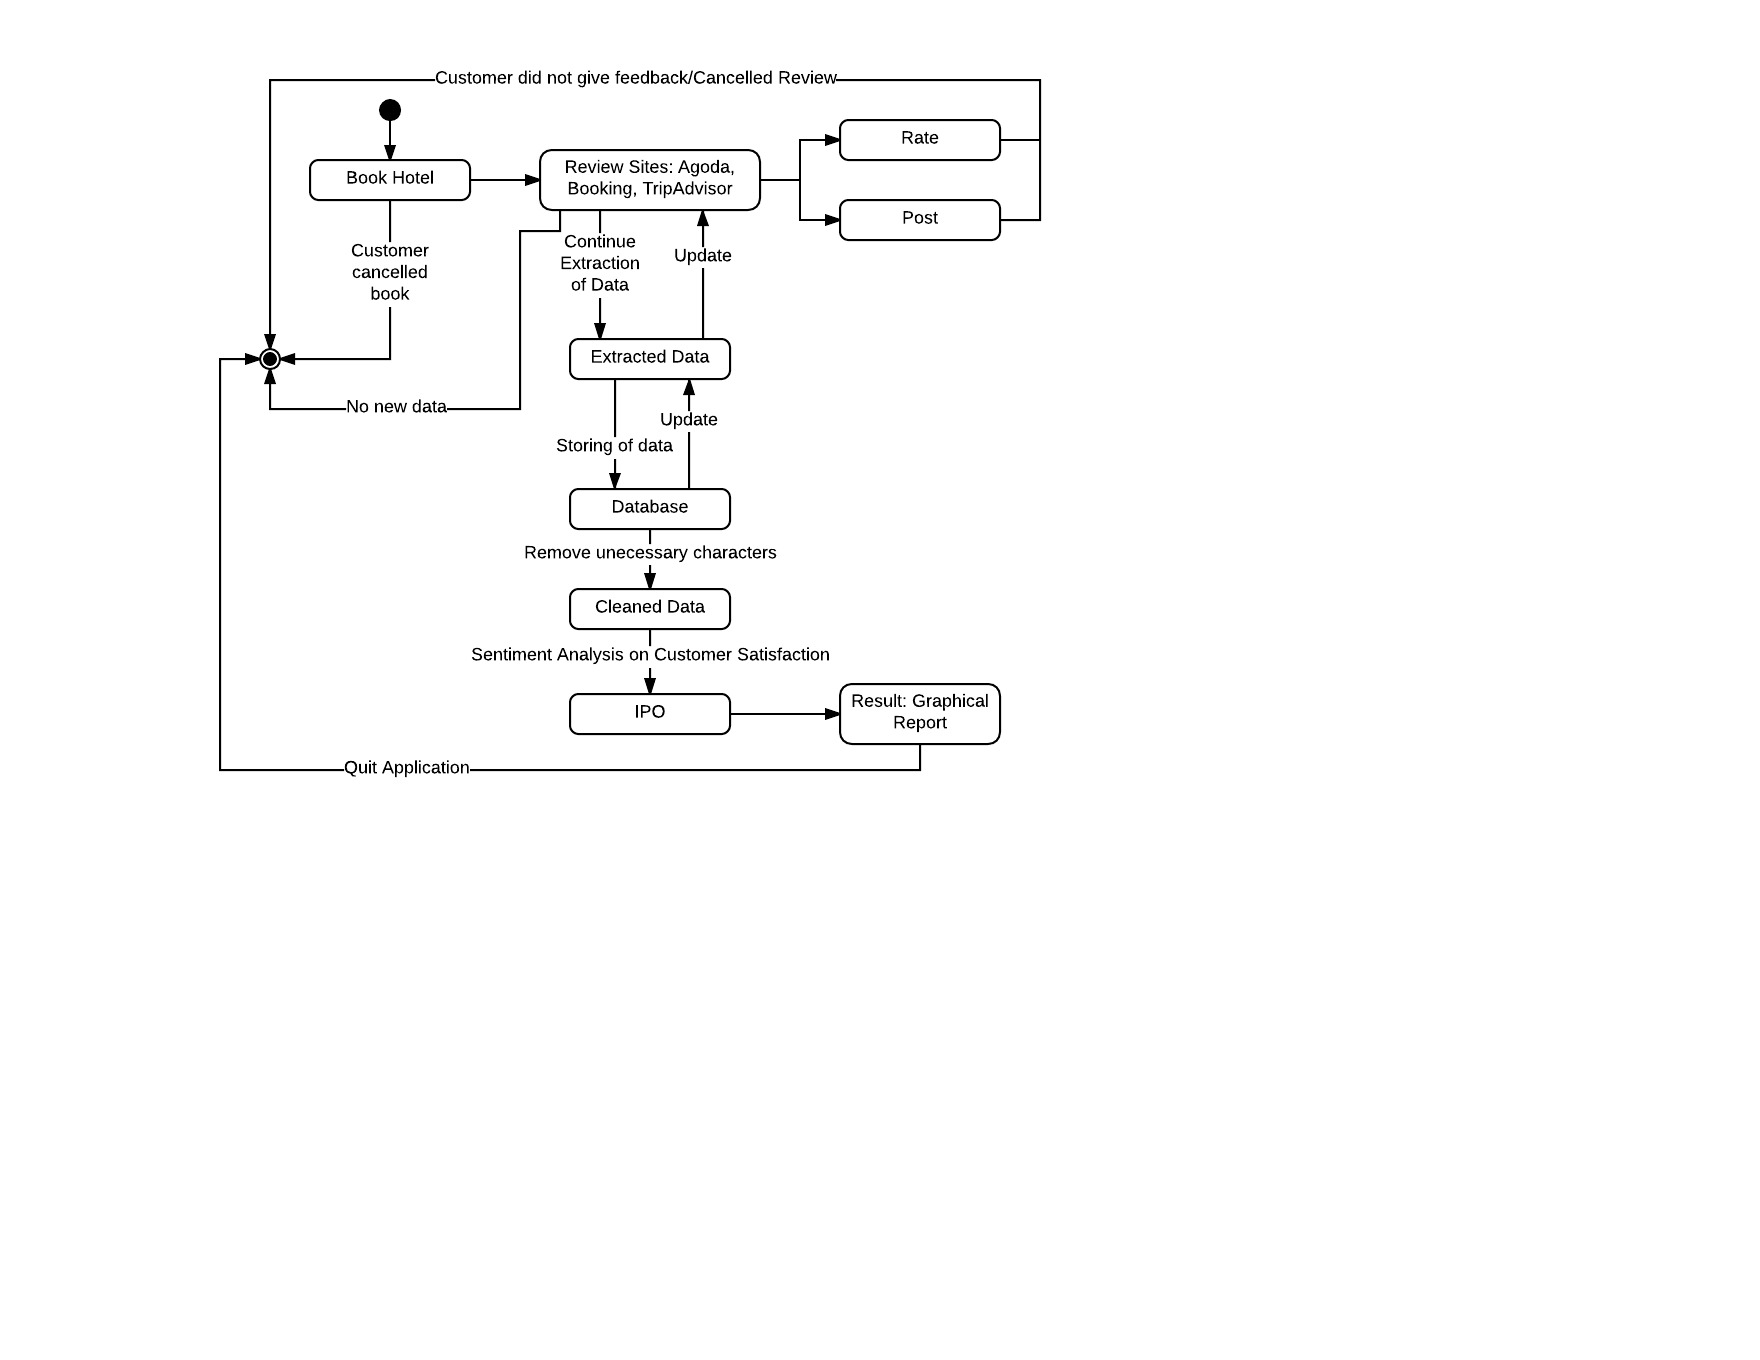 Customer did not give feedback/Cancelled Review
Rate
Book Hotel
Review Sites: Agoda,
Booking, TripAdvisor
Post
Customer
cancelled
book
Continue
Extraction
of Data
Update
Extracted Data
No new data
Update
Storing of data
Database
Remove unecessary characters
Cleaned Data
Sentiment Analysis on Customer Satisfaction
IPO
Result: Graphical
Report
Quit Application